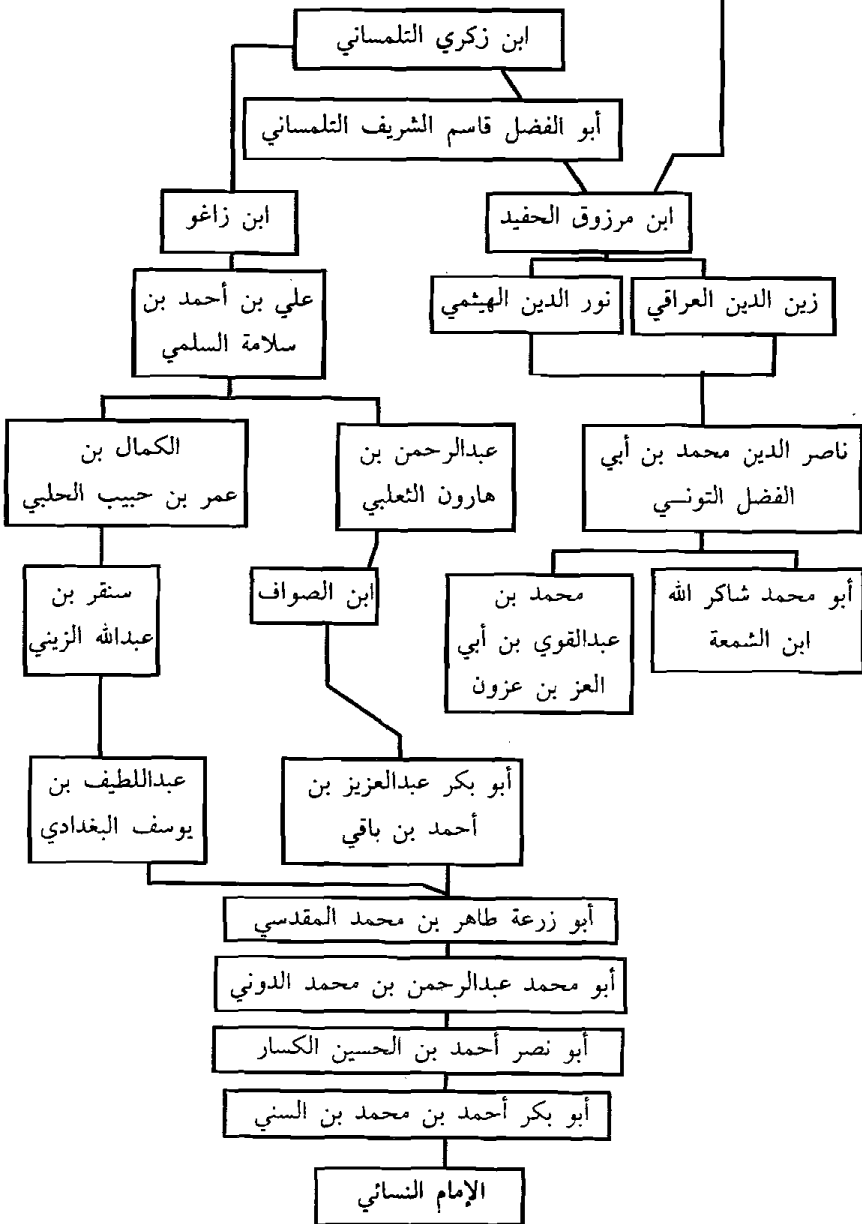 ابن زكري التلمساني
أبو الفضل قاسم الشريف التلمساني
ابن مرزوق الحفيد
ابن زاغو
زين الدين العراقي
نور الدين الهيثمي
علي بن أحمد بن
سلامة السلمي
ناصر الدين محمد بن أبي
الفضل التونسي
عبدالرحمن بن
هارون الثعلبي
الكمال بن
عمر بن حبيب الحلبي
أبو محمد شاكر الله
ابن الشمعة
محمد بن
عبدالقوي بن أبي
العز بن عزون
ابن الصواف
سنقر بن
عبدالله الزيني
أبو بكر عبدالعزيز بن
أحمد بن باقي
عبداللطيف بن
يوسف البغدادي
أبو زرعة طاهر بن محمد المقدسي
أبو محمد عبدالرحمن بن محمد الدوني
أبو نصر أحمد بن الحسين الكسار
أبو بكر أحمد بن محمد بن السني
الإمام النسائي